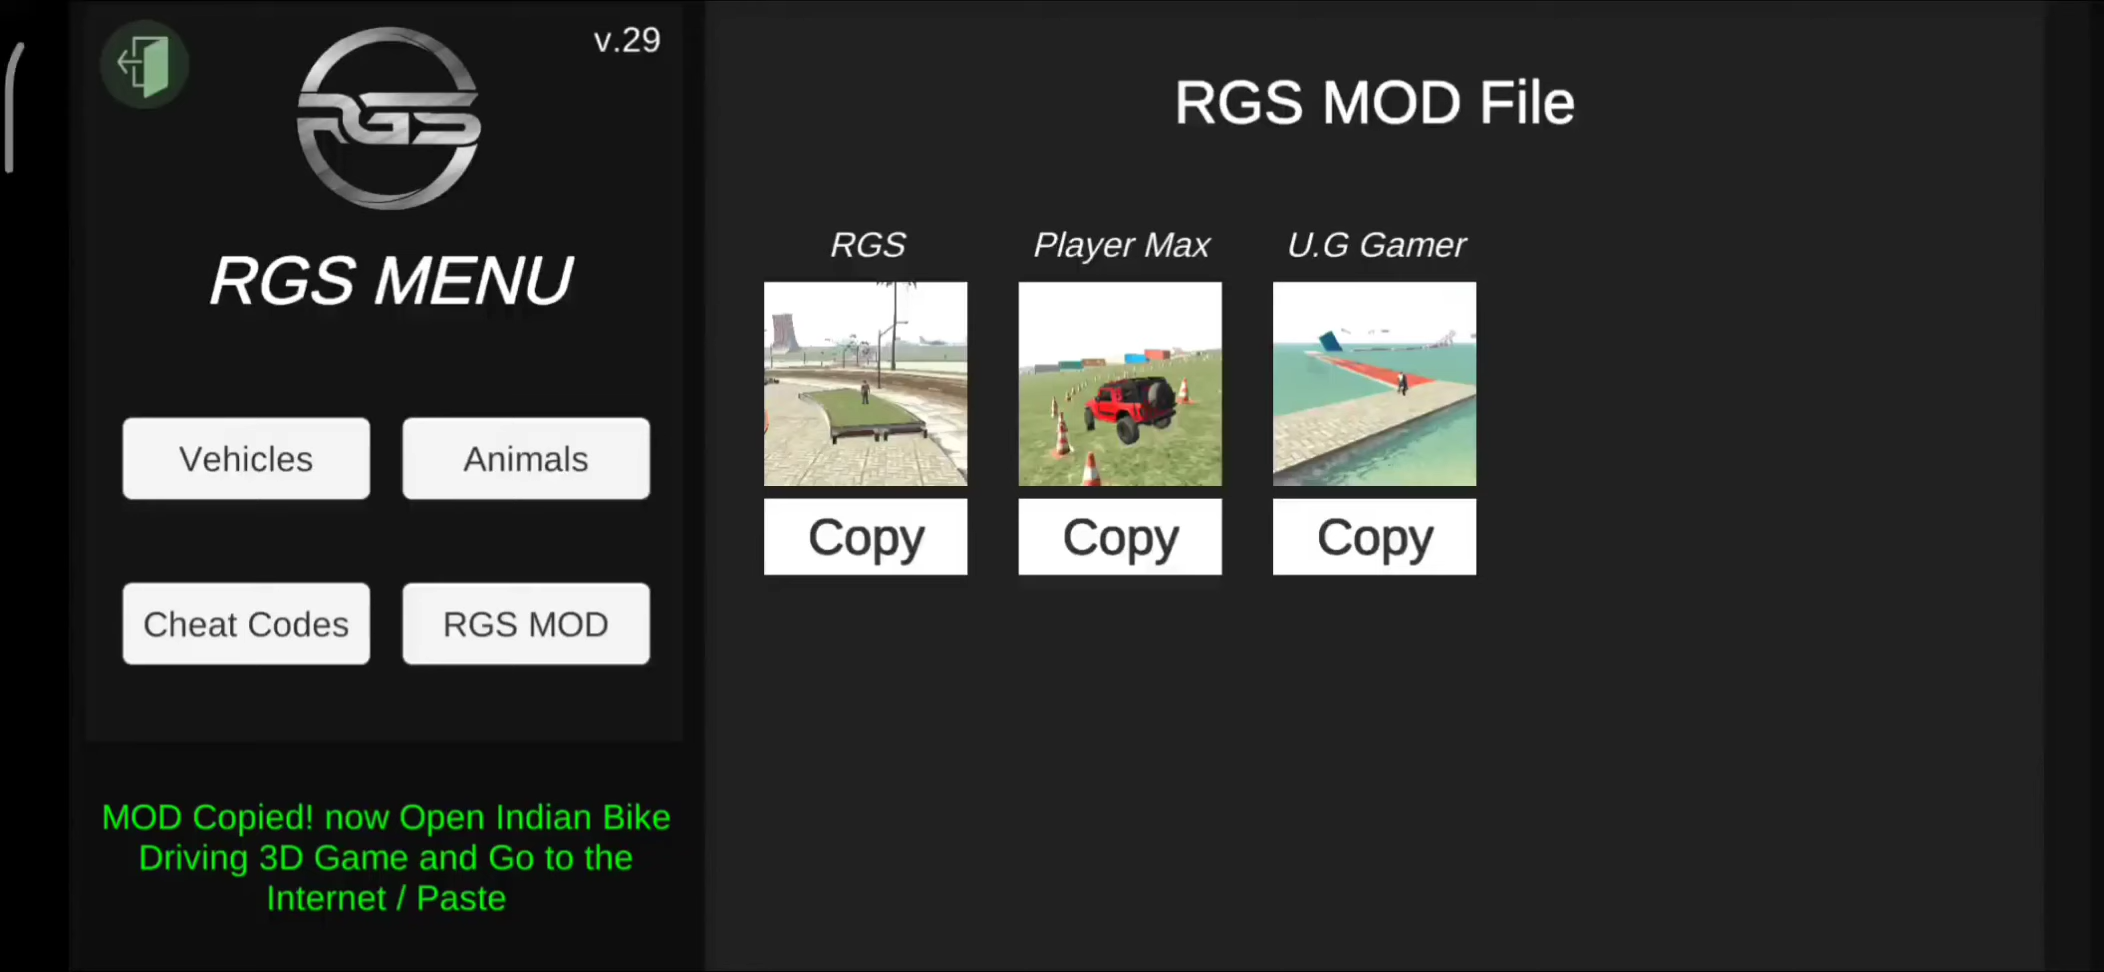 v.29
RGS
RGS MENU
Vehicles
Animals
Cheat Codes
RGS MOD
MOD Copied! now Open Indian Bike
Driving 3D Game and Go to the
Internet / Paste
RGS MOD File
RGS
Player Max
U.G Gamer
Copy
Copy
Copy